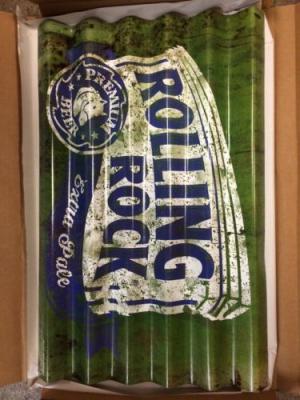 PREMIUM
BEER
ROLLING
ROCK
Extra Pale